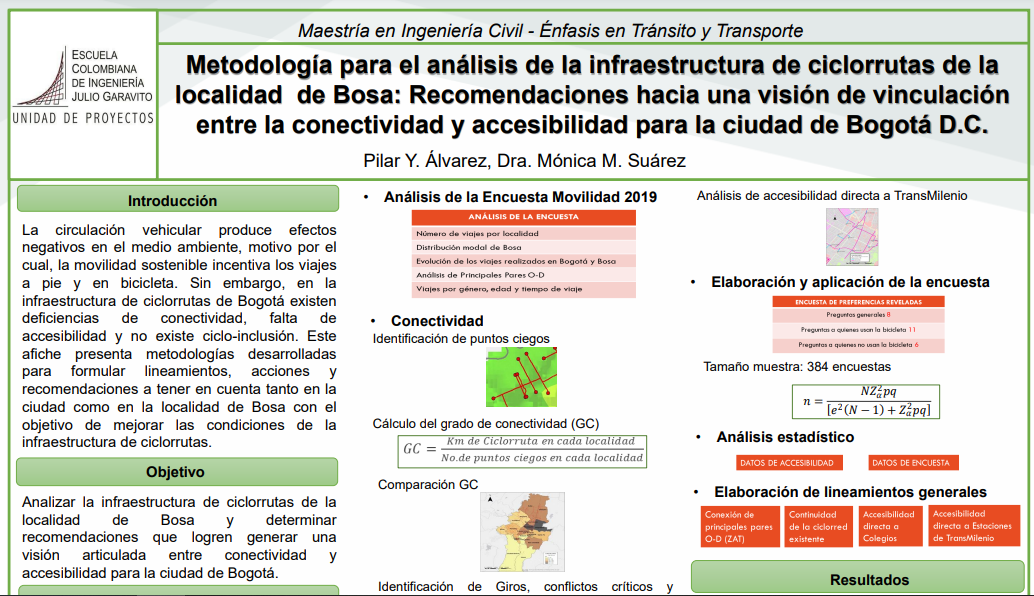 Maestría en Ingeniería Civil - Énfasis en Tránsito y Transporte
ESCUELA
COLOMBIANA
DE INGENIERÍA
JULIO GARAVITO
UNIDAD DE PROYECTOS
Metodología para el análisis de la infraestructura de ciclorrutas de la
localidad de Bosa: Recomendaciones hacia una visión de vinculación
entre la conectividad y accesibilidad para la ciudad de Bogotá D.C.
Pilar Y. Álvarez, Dra. Mónica M. Suárez
Introducción
La circulación vehicular produce efectos
negativos en el medio ambiente, motivo por el
cual, la movilidad sostenible incentiva los viajes
a pie y en bicicleta. Sin embargo, en la
infraestructura de ciclorrutas de Bogotá existen
deficiencias de conectividad, falta de
accesibilidad y no existe ciclo-inclusión. Este
afiche presenta metodologías desarrolladas
para formular lineamientos, acciones y
recomendaciones a tener en cuenta tanto en la
ciudad como en la localidad de Bosa con el
objetivo de mejorar las condiciones de la
infraestructura de ciclorrutas.
Objetivo
Analizar la infraestructura de ciclorrutas de la
localidad de Bosa y determinar
recomendaciones que logren generar una
visión articulada entre conectividad y
accesibilidad para la ciudad de Bogotá.
• Análisis de la Encuesta Movilidad 2019
ANÁLISIS DE LA ENCUESTA
Número de viajes por localidad
Distribución modal de Bosa
Evolución de los viajes realizados en Bogotá y Bosa
Análisis de Principales Pares O-D
Viajes por género, edad y tiempo de viaje
• Conectividad
Identificación de puntos ciegos
Cálculo del grado de conectividad (GC)
GC = Km de Ciclorruta en cada localidad / No.de puntos ciegos en cada localidad
Comparación GC
Identificación de Giros, conflictos críticos y
Análisis de accesibilidad directa a TransMilenio
• Elaboración y aplicación de la encuesta
ENCUESTA DE PREFERENCIAS REVELADAS
Preguntas generales 8
Preguntas a quienes usan la bicicleta 11
Preguntas a quienes no usan la bicicleta 6
Tamaño muestra: 384 encuestas
n = NZ²αpq / [e²(N − 1) + Z²αpq]
• Análisis estadístico
DATOS DE ACCESIBILIDAD
DATOS DE ENCUESTA
• Elaboración de lineamientos generales
Conexión de
principales pares
O-D (ZAT)
Continuidad
de la ciclorred
existente
Accesibilidad
directa a
Colegios
Accesibilidad
directa a Estaciones
de TransMilenio
Resultados